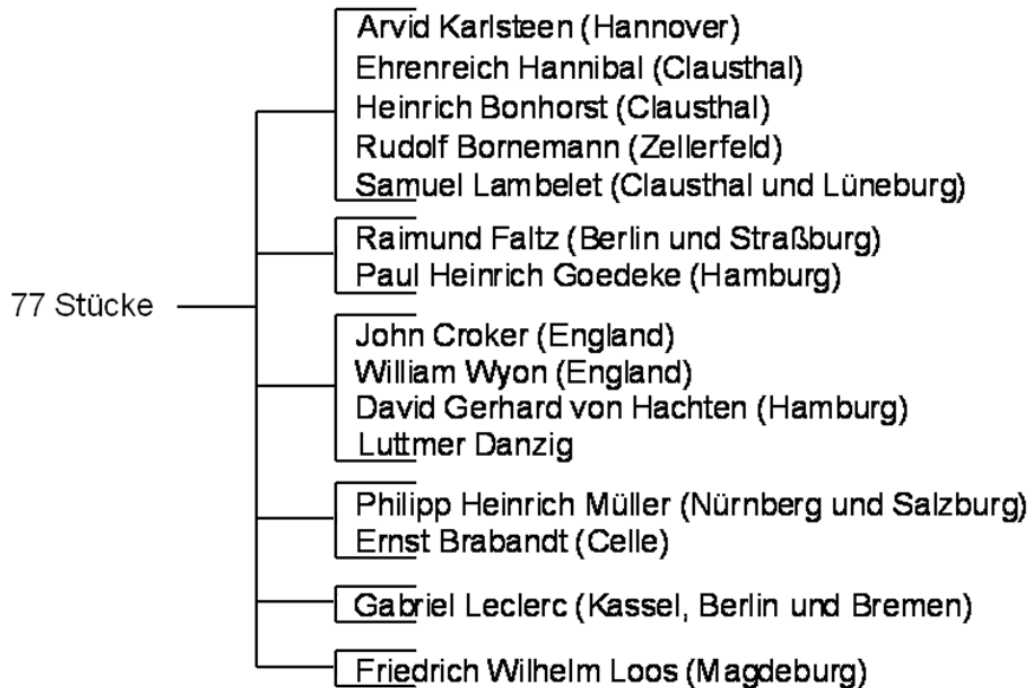 Arvid Karlsteen (Hannover)
Ehrenreich Hannibal (Clausthal)
Heinrich Bonhorst (Clausthal)
Rudolf Bornemann (Zellerfeld)
Samuel Lambelet (Clausthal und Lüneburg)
Raimund Faltz (Berlin und Straßburg)
Paul Heinrich Goedeke (Hamburg)
77 Stücke
John Croker (England)
William Wyon (England)
David Gerhard von Hachten (Hamburg)
Luttmer Danzig
Philipp Heinrich Müller (Nürnberg und Salzburg)
Ernst Brabandt (Celle)
Gabriel Leclerc (Kassel, Berlin und Bremen)
Friedrich Wilhelm Loos (Magdeburg)